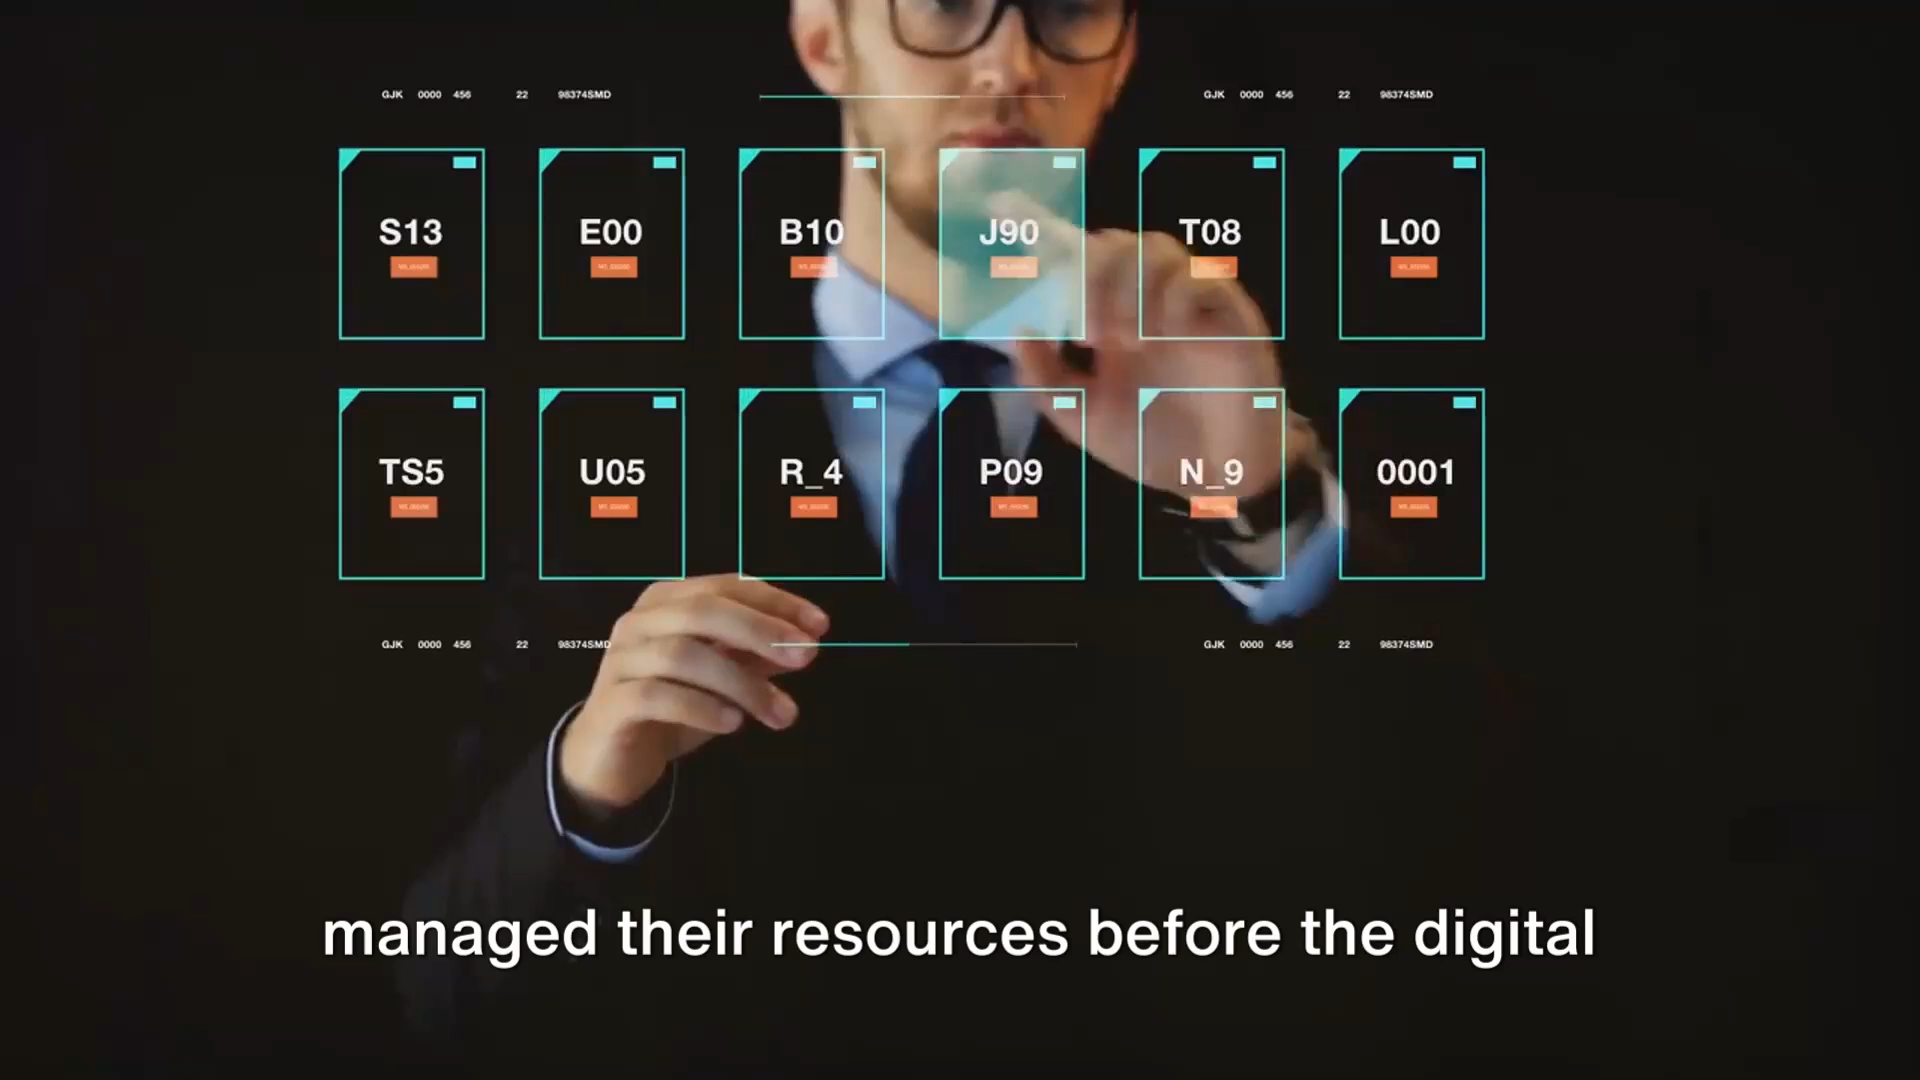 GJK 0000 456 22 98374SMD GJK 0000 456 22 98374SMD
S13 E00 B10 J90 T08 L00
TS5 U05 R_4 P09 N_9 0001
GJK 0000 456 22 98374SMD GJK 0000 456 22 98374SMD
managed their resources before the digital